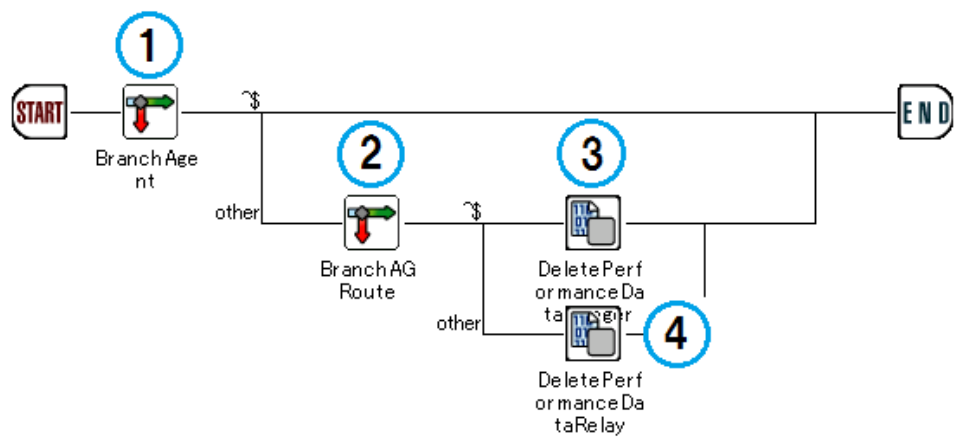 1
START
^$
END
BranchAge
nt
2
3
other
^$
BranchAG
Route
DeletePerf
ormanceDa
other
4
DeletePerf
ormanceDa
taRelay